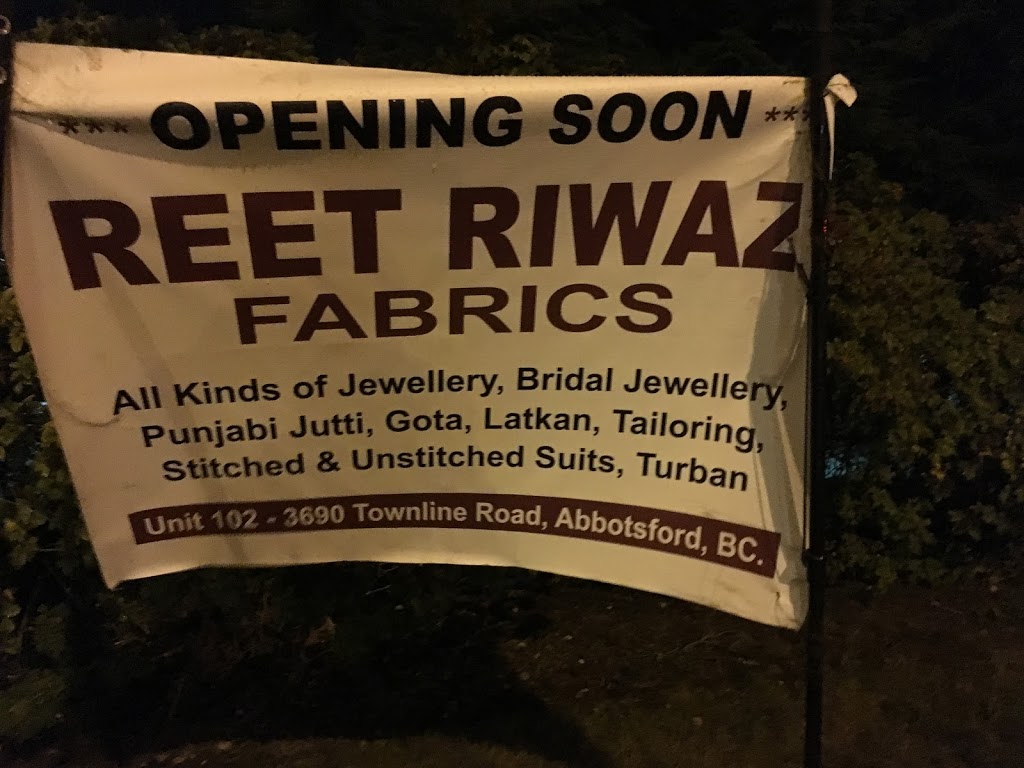 *** OPENING SOON ***
REET RIWAZ
FABRICS
All Kinds of Jewellery, Bridal Jewellery,
Punjabi Jutti, Gota, Latkan, Tailoring,
Stitched & Unstitched Suits, Turban
Unit 102 - 3690 Townline Road, Abbotsford, BC.